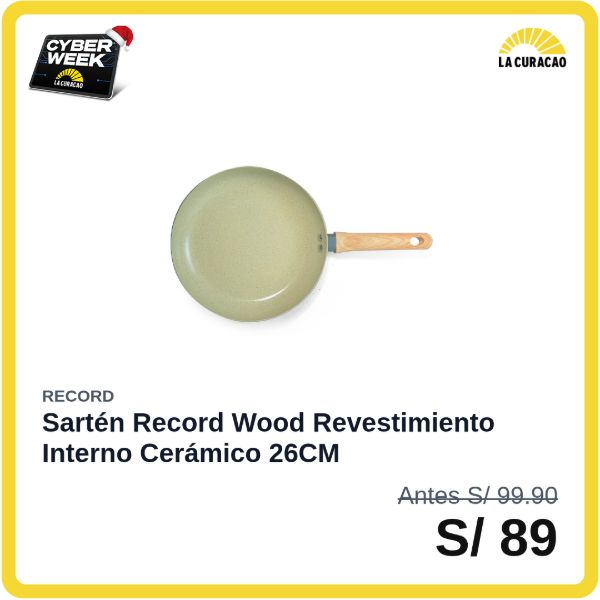 CYBER
WEEK
LA CURACAO
LA CURACAO
RECORD
Sartén Record Wood Revestimiento
Interno Cerámico 26CM
Antes S/ 99.90
S/ 89